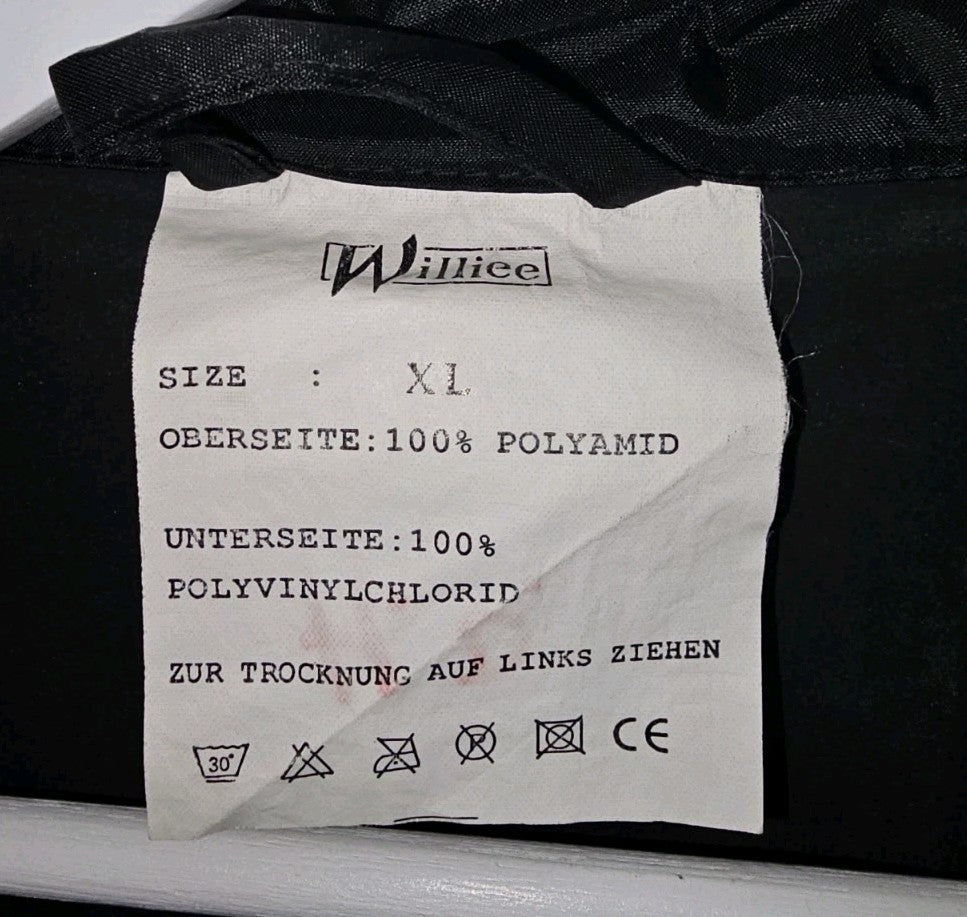 Williee
SIZE : XL
OBERSEITE:100% POLYAMID
UNTERSEITE:100%
POLYVINYLCHLORID
ZUR TROCKNUNG AUF LINKS ZIEHEN
30° P CE